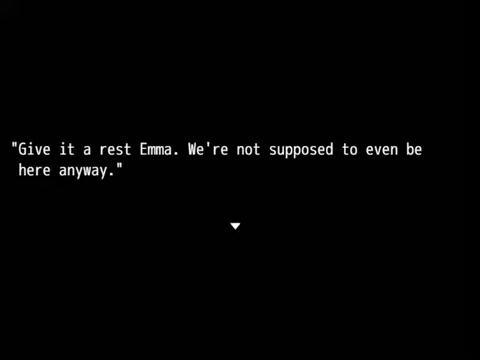 "Give it a rest Emma. We're not supposed to even be
here anyway."